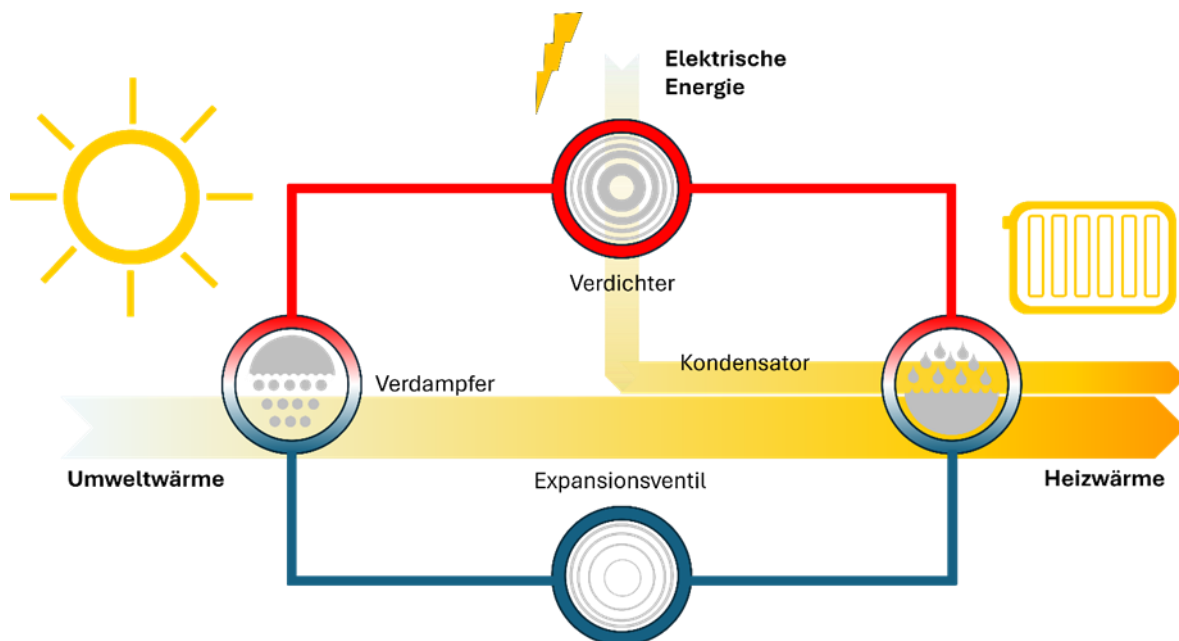 Elektrische
Energie
Verdichter
Kondensator
Verdampfer
Umweltwärme
Expansionsventil
Heizwärme